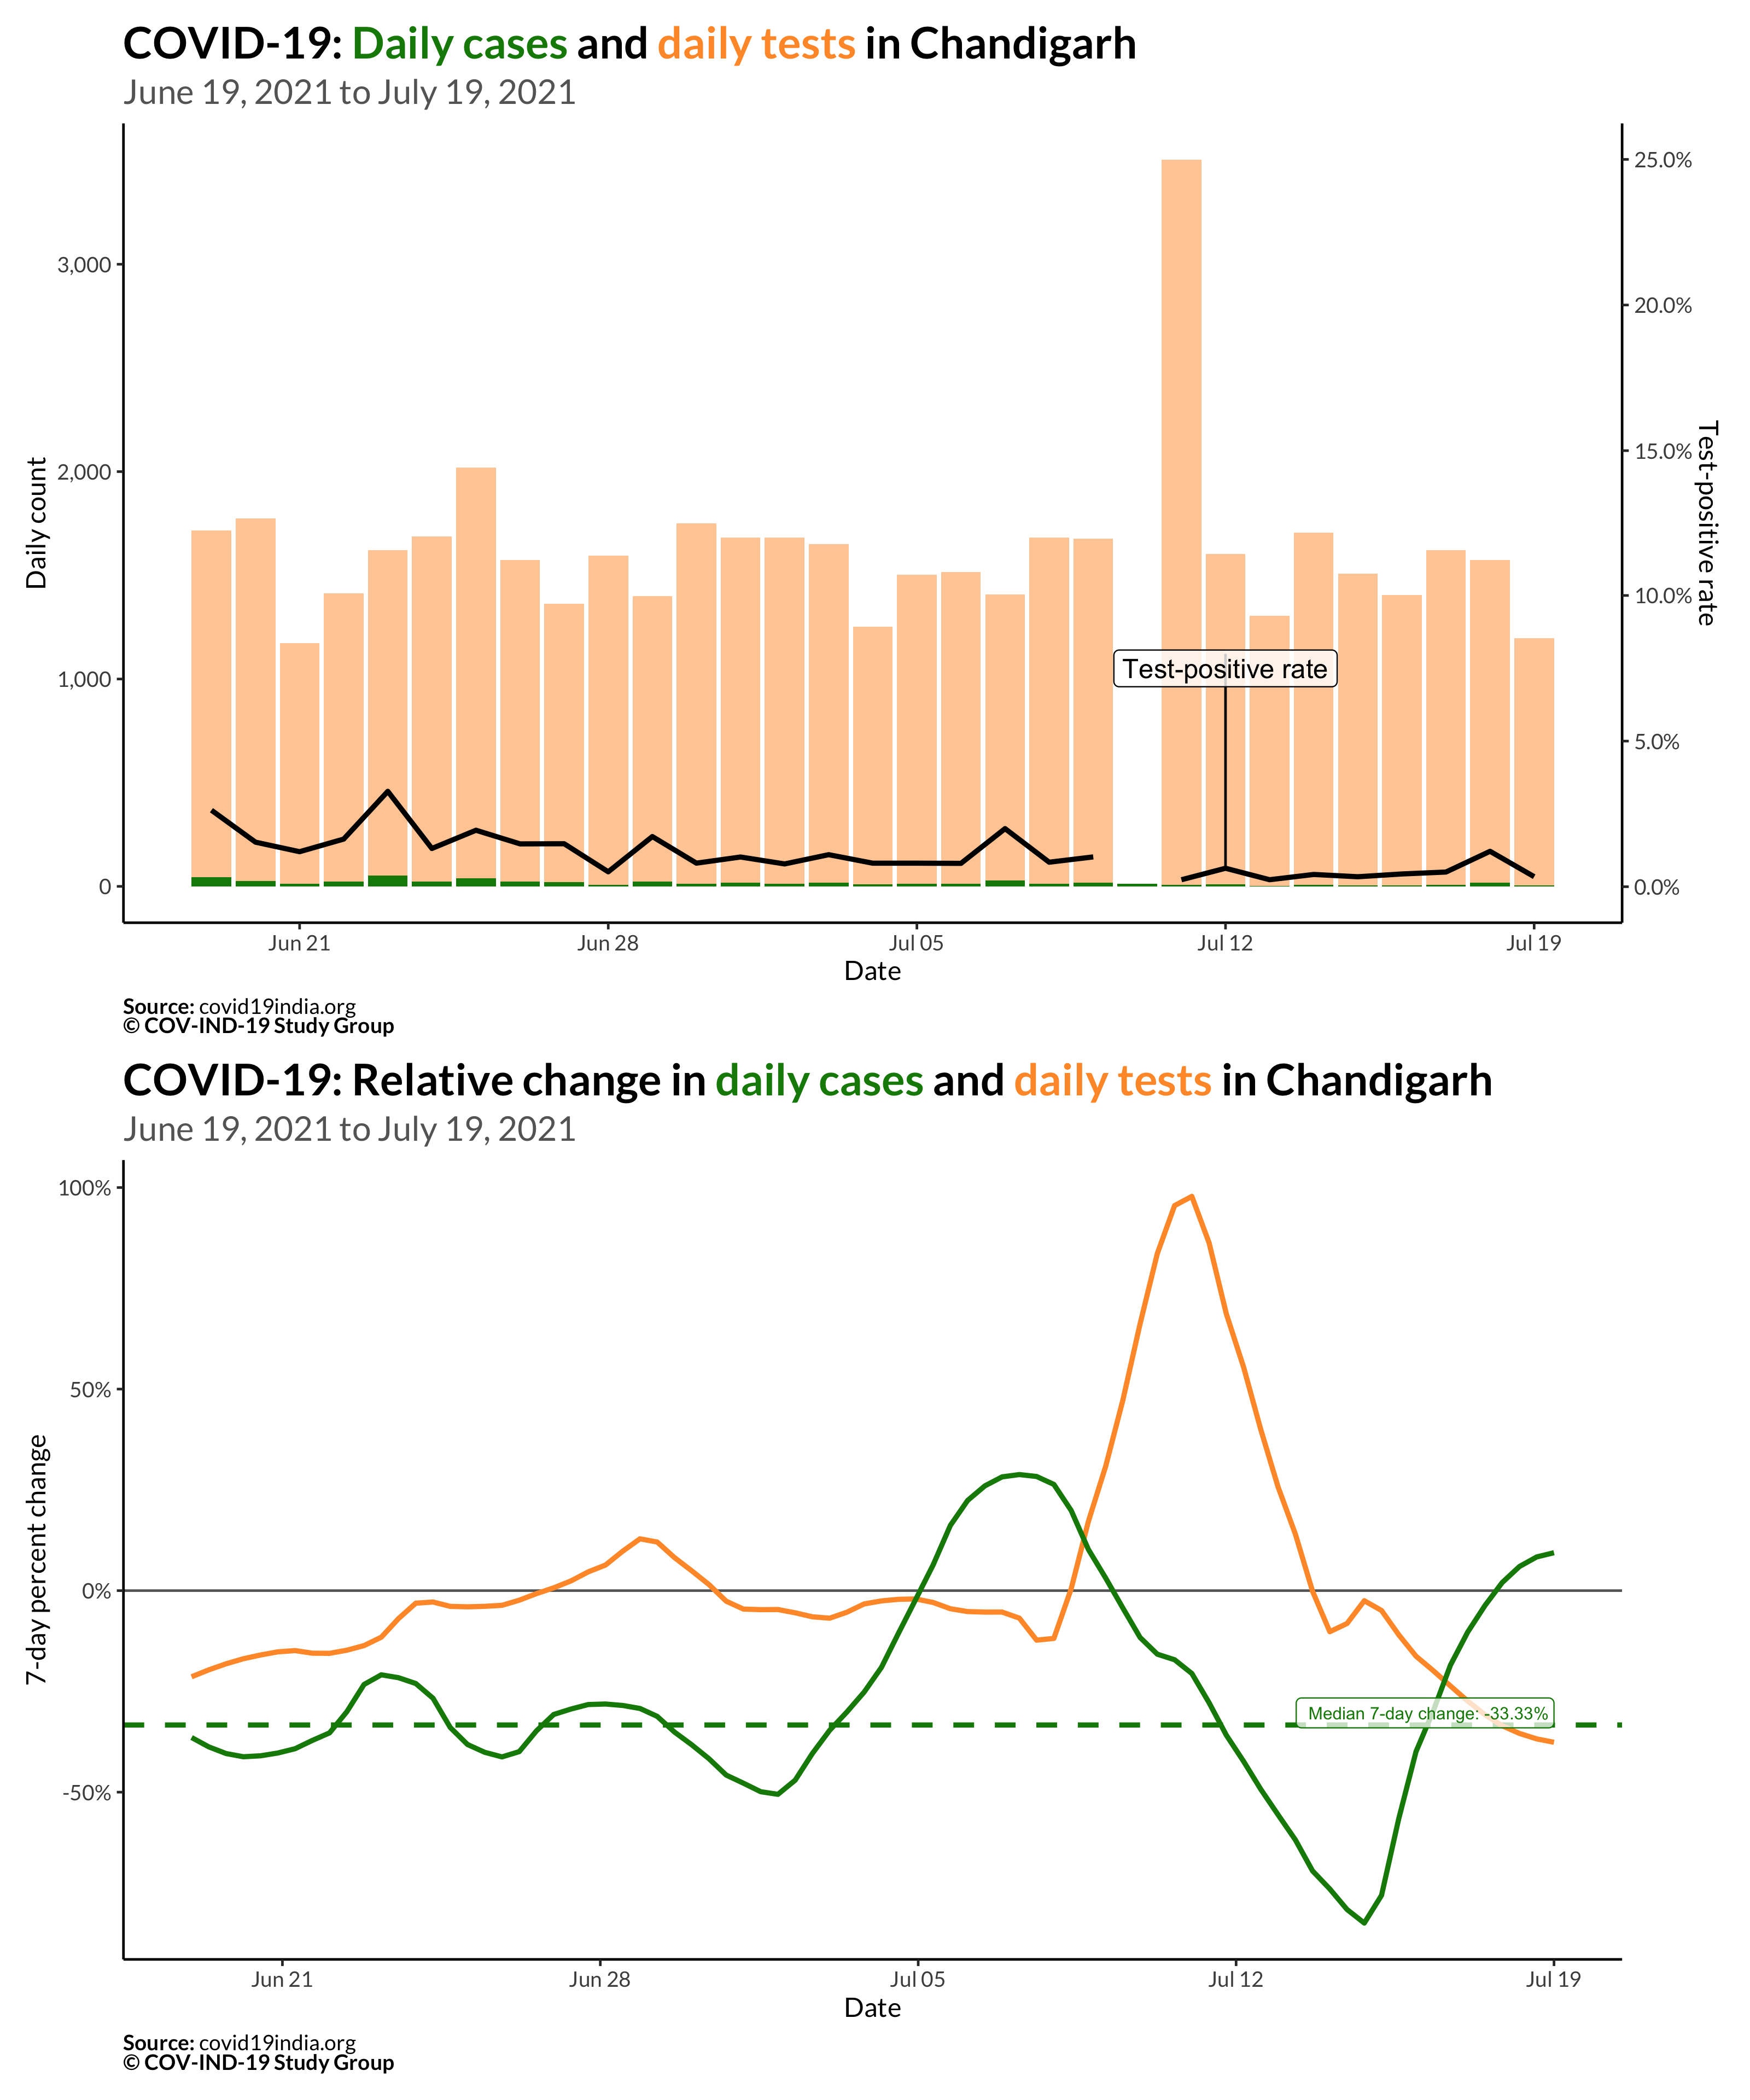 COVID-19: Daily cases and daily tests in Chandigarh
June 19, 2021 to July 19, 2021
Daily count
3,000
2,000
1,000
0
25.0%
20.0%
15.0%
10.0%
5.0%
0.0%
Test-positive rate
Test-positive rate
Jun 21
Jun 28
Jul 05
Jul 12
Jul 19
Date
Source: covid19india.org
© COV-IND-19 Study Group
COVID-19: Relative change in daily cases and daily tests in Chandigarh
June 19, 2021 to July 19, 2021
7-day percent change
100%
50%
0%
-50%
Median 7-day change: -33.33%
Jun 21
Jun 28
Jul 05
Jul 12
Jul 19
Date
Source: covid19india.org
© COV-IND-19 Study Group